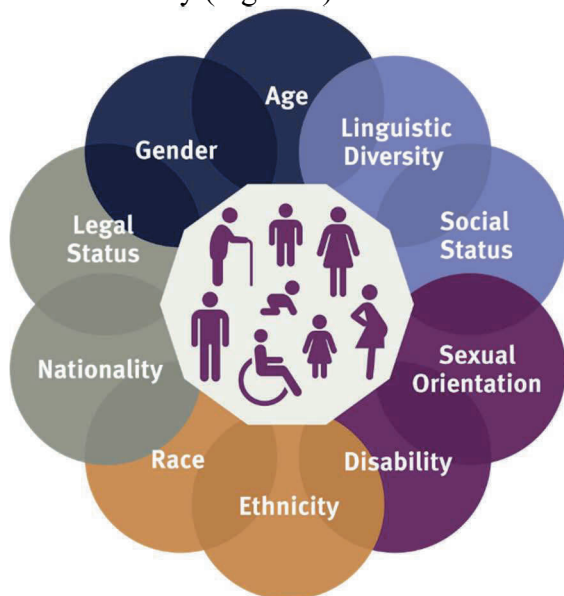 Age
Linguistic
Diversity
Social
Status
Sexual
Orientation
Disability
Ethnicity
Race
Nationality
Legal
Status
Gender